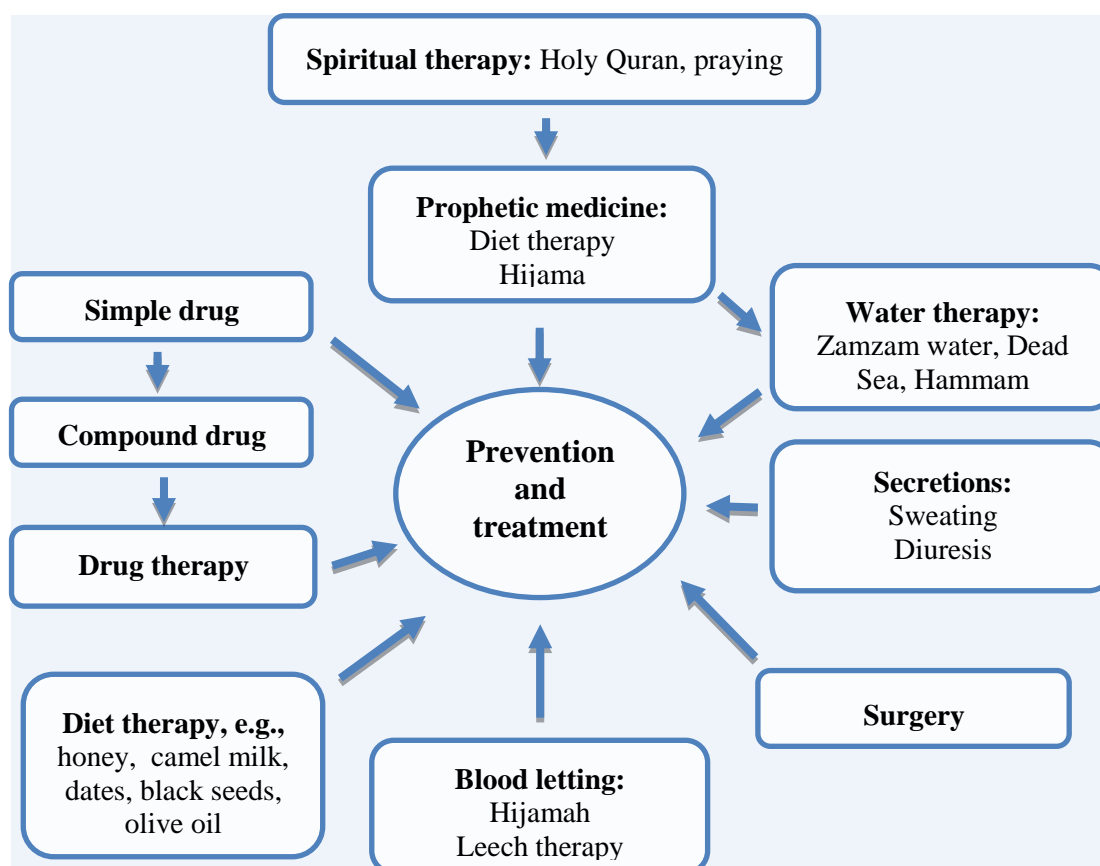 Spiritual therapy: Holy Quran, praying
Prophetic medicine:
Diet therapy
Hijama
Simple drug
Water therapy:
Zamzam water, Dead
Sea, Hammam
Compound drug
Prevention
and
treatment
Secretions:
Sweating
Diuresis
Drug therapy
Diet therapy, e.g.,
honey, camel milk,
dates, black seeds,
olive oil
Blood letting:
Hijamah
Leech therapy
Surgery